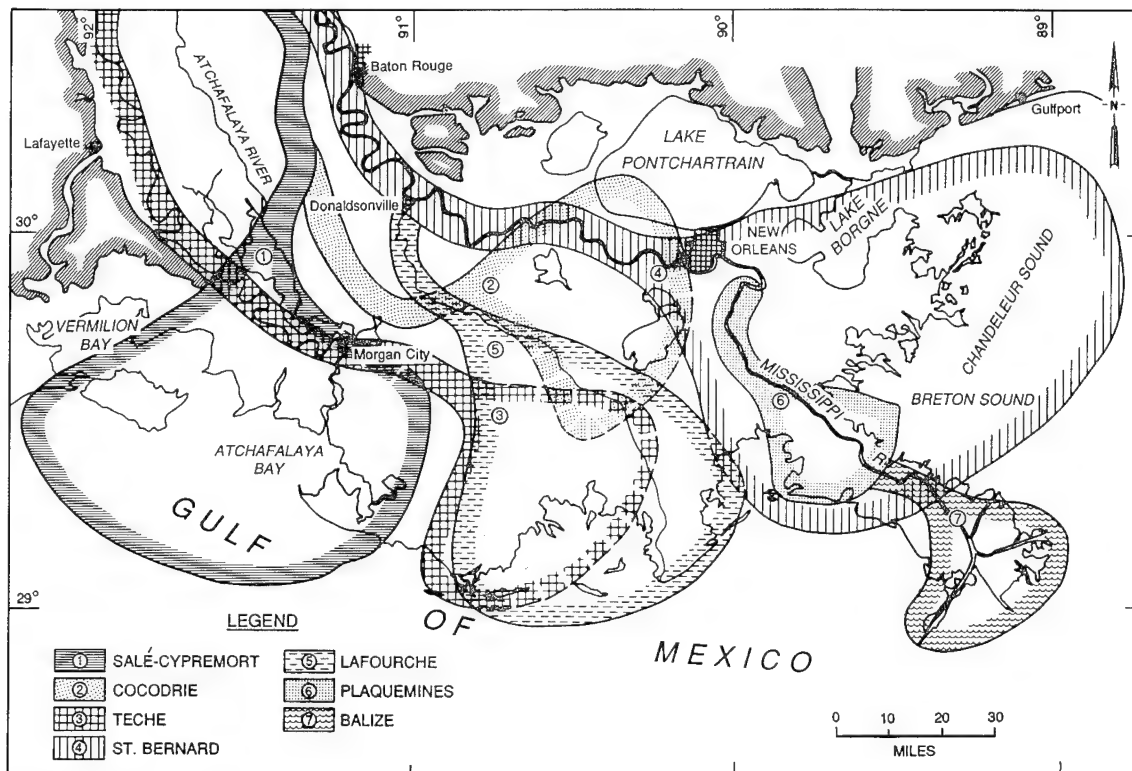 92°
91
90
89
Baton Rouge
ATCHAFALAYA RIVER
Gulfport
N
Lafayette
LAKE
PONTCHARTRAIN
Donaldsonville
30°
NEW
ORLEANS
LAKE
BORGNE
1
2
4
CHANDELEUR SOUND
VERMILION
BAY
Morgan City
5
MISSISSIPPI
R.
6
BRETON SOUND
3
ATCHAFALAYA
BAY
7
GULF
OF
MEXICO
29°
LEGEND
1 SALÉ-CYPREMORT
2 COCODRIE
3 TECHE
4 ST. BERNARD
5 LAFOURCHE
6 PLAQUEMINES
7 BALIZE
0 10 20 30
MILES